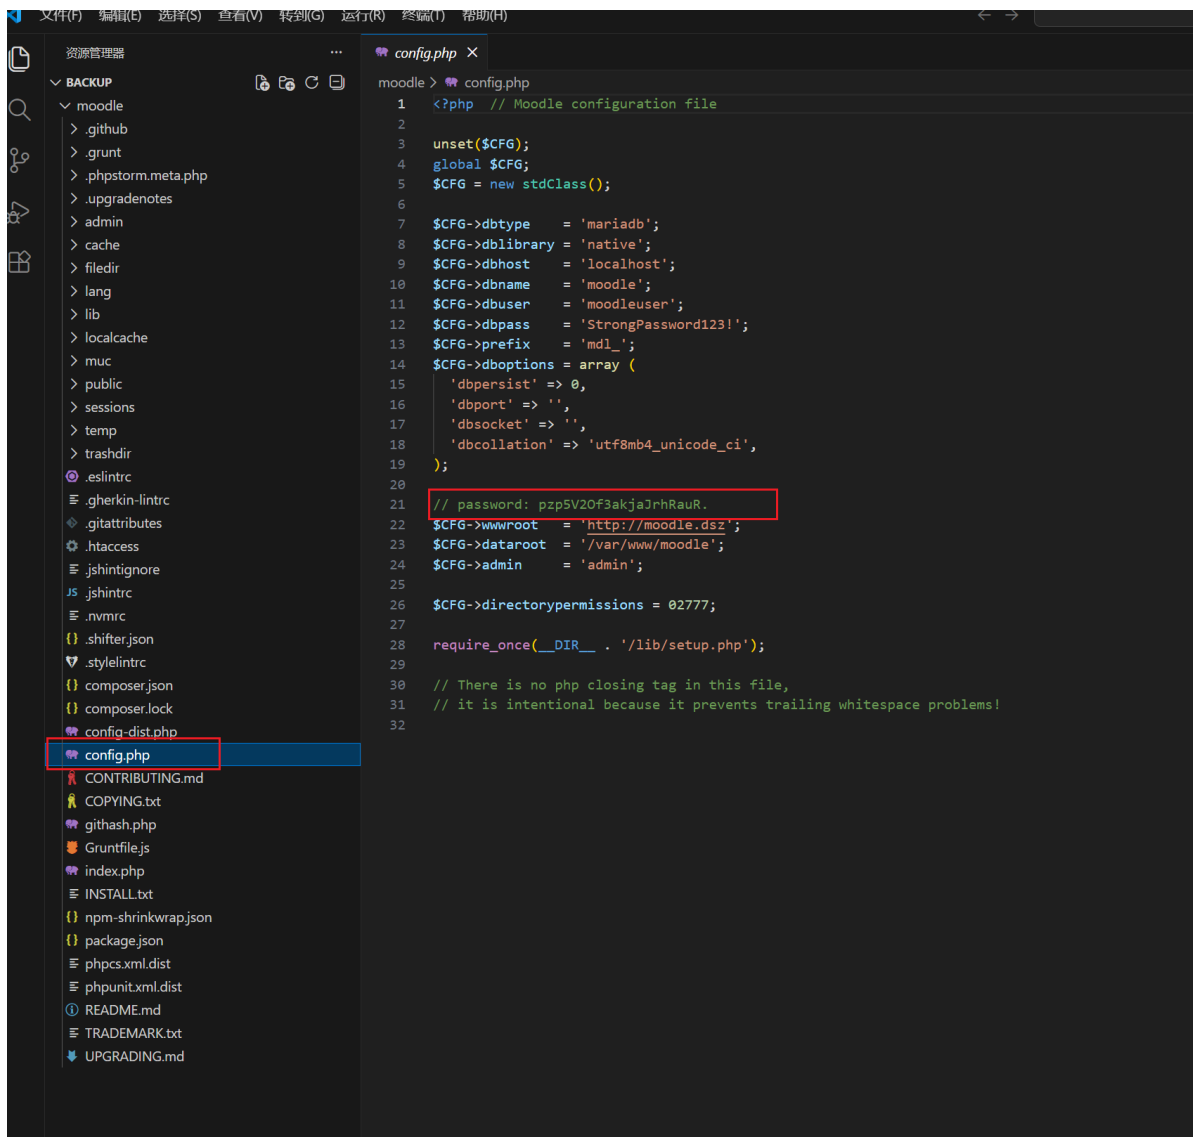 文件(F) 编辑(E) 选择(S) 查看(V) 转到(G) 运行(R) 终端(T) 帮助(H)
资源管理器
BACKUP
moodle
.github
.grunt
.phpstorm.meta.php
.upgradenotes
admin
cache
filedir
lang
lib
localcache
muc
public
sessions
temp
trashdir
.eslintrc
.gherkin-lintrc
.gitattributes
.htaccess
.jshintignore
JS .jshintrc
.nvmrc
{} .shifter.json
.stylelintrc
{} composer.json
{} composer.lock
config-dist.php
config.php
CONTRIBUTING.md
COPYING.txt
githash.php
Gruntfile.js
index.php
INSTALL.txt
{} npm-shrinkwrap.json
{} package.json
phpcs.xml.dist
phpunit.xml.dist
README.md
TRADEMARK.txt
UPGRADING.md
config.php
moodle > config.php
1 <?php  // Moodle configuration file
2
3 unset($CFG);
4 global $CFG;
5 $CFG = new stdClass();
6
7 $CFG->dbtype    = 'mariadb';
8 $CFG->dblibrary = 'native';
9 $CFG->dbhost    = 'localhost';
10 $CFG->dbname    = 'moodle';
11 $CFG->dbuser    = 'moodleuser';
12 $CFG->dbpass    = 'StrongPassword123!';
13 $CFG->prefix    = 'mdl_';
14 $CFG->dboptions = array (
15   'dbpersist' => 0,
16   'dbport' => '',
17   'dbsocket' => '',
18   'dbcollation' => 'utf8mb4_unicode_ci',
19 );
20
21 // password: pzp5V2Of3akjaJrhRauR.
22 $CFG->wwwroot   = 'http://moodle.dsz';
23 $CFG->dataroot  = '/var/www/moodle';
24 $CFG->admin     = 'admin';
25
26 $CFG->directorypermissions = 02777;
27
28 require_once(__DIR__ . '/lib/setup.php');
29
30 // There is no php closing tag in this file,
31 // it is intentional because it prevents trailing whitespace problems!
32